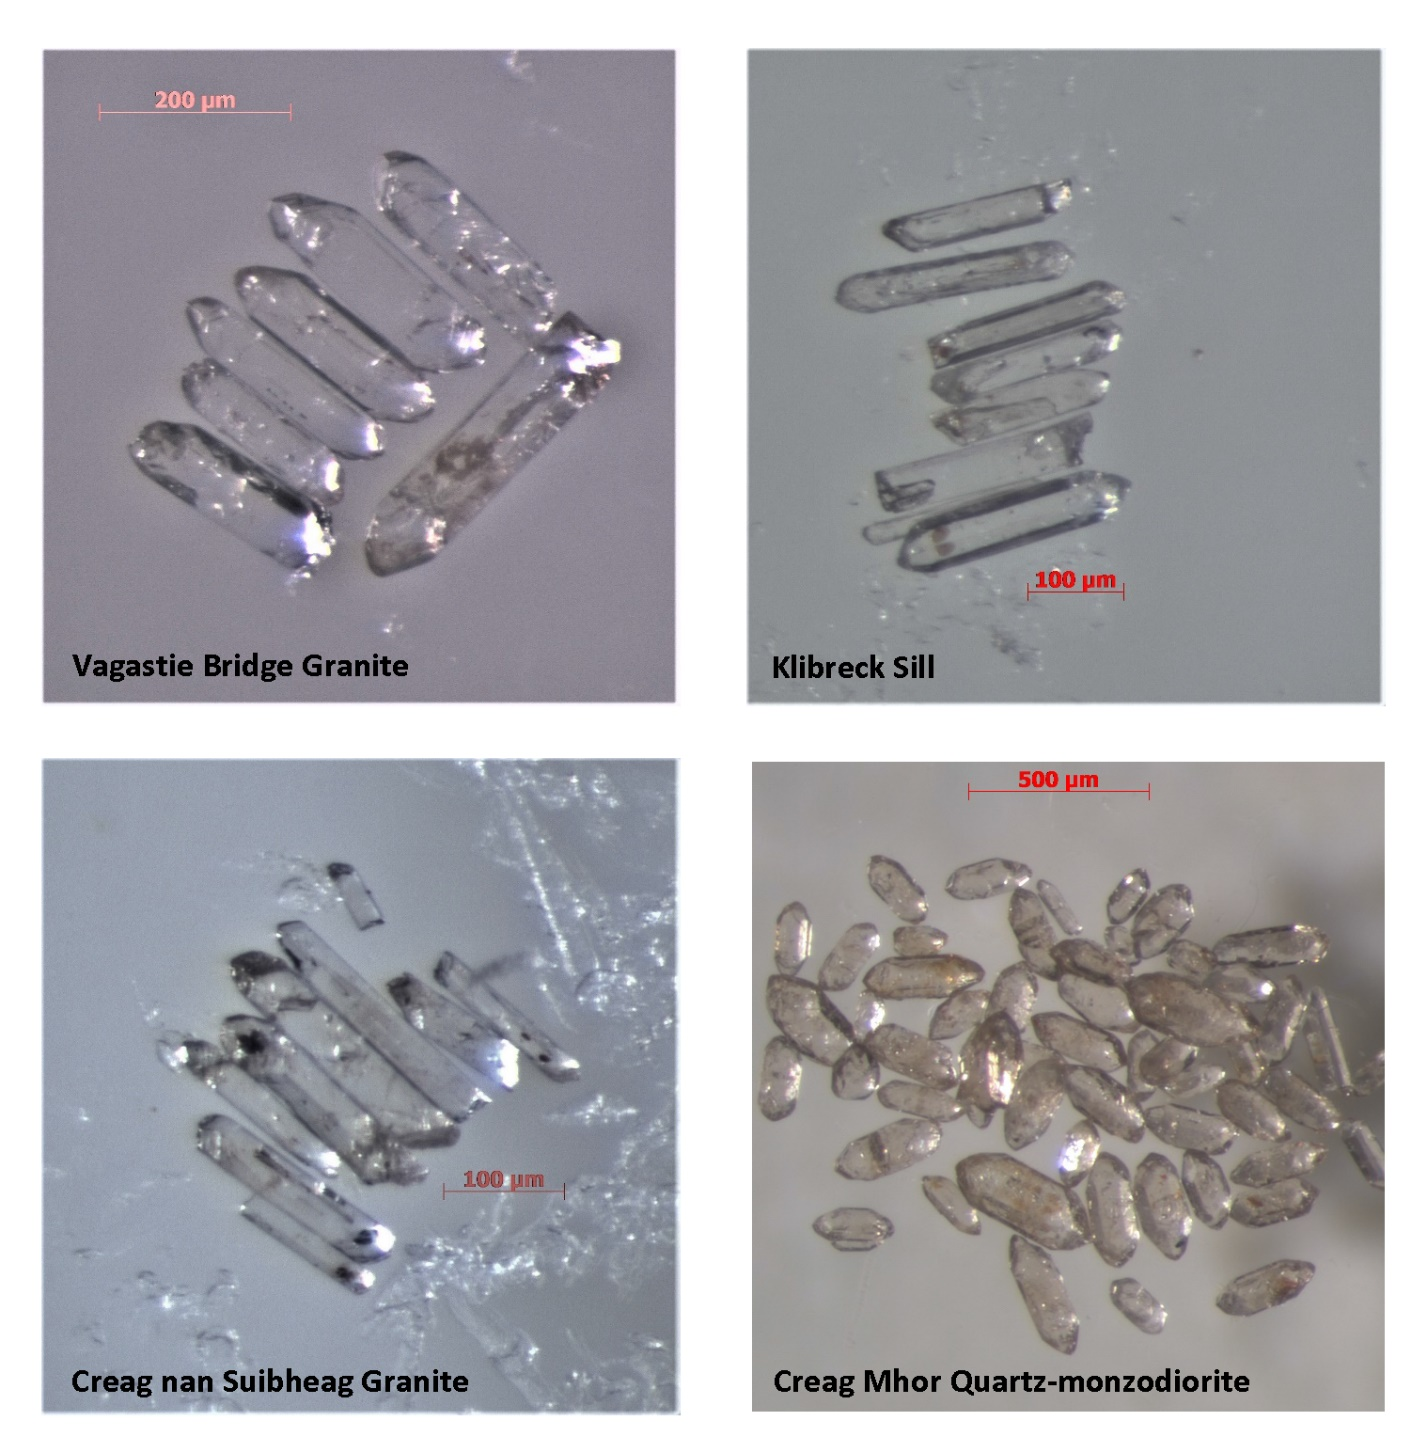 200 µm
Vagastie Bridge Granite
100 µm
Klibreck Sill
100 µm
Creag nan Suibheag Granite
500 µm
Creag Mhor Quartz-monzodiorite